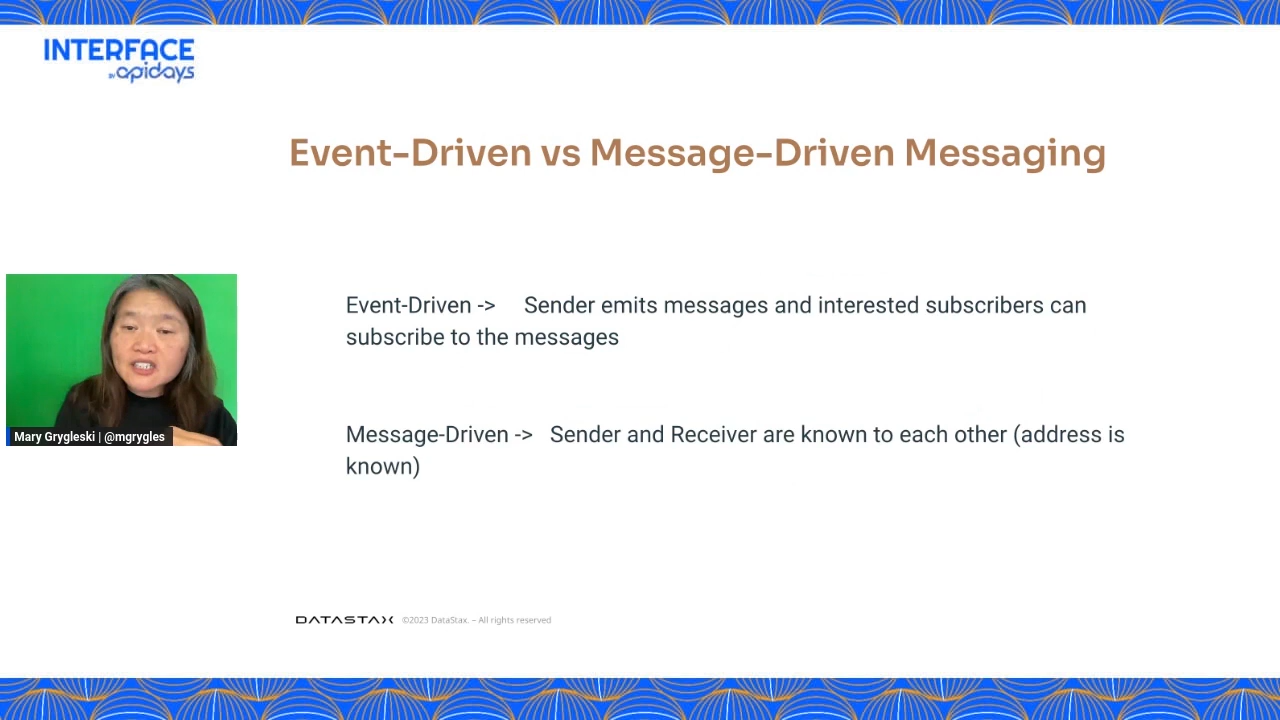 INTERFACE
BY apidays
Event-Driven vs Message-Driven Messaging
Event-Driven -> Sender emits messages and interested subscribers can
subscribe to the messages
Mary Grygleski | @mgrygles
Message-Driven -> Sender and Receiver are known to each other (address is
known)
DATASTAX ©2023 DataStax. – All rights reserved